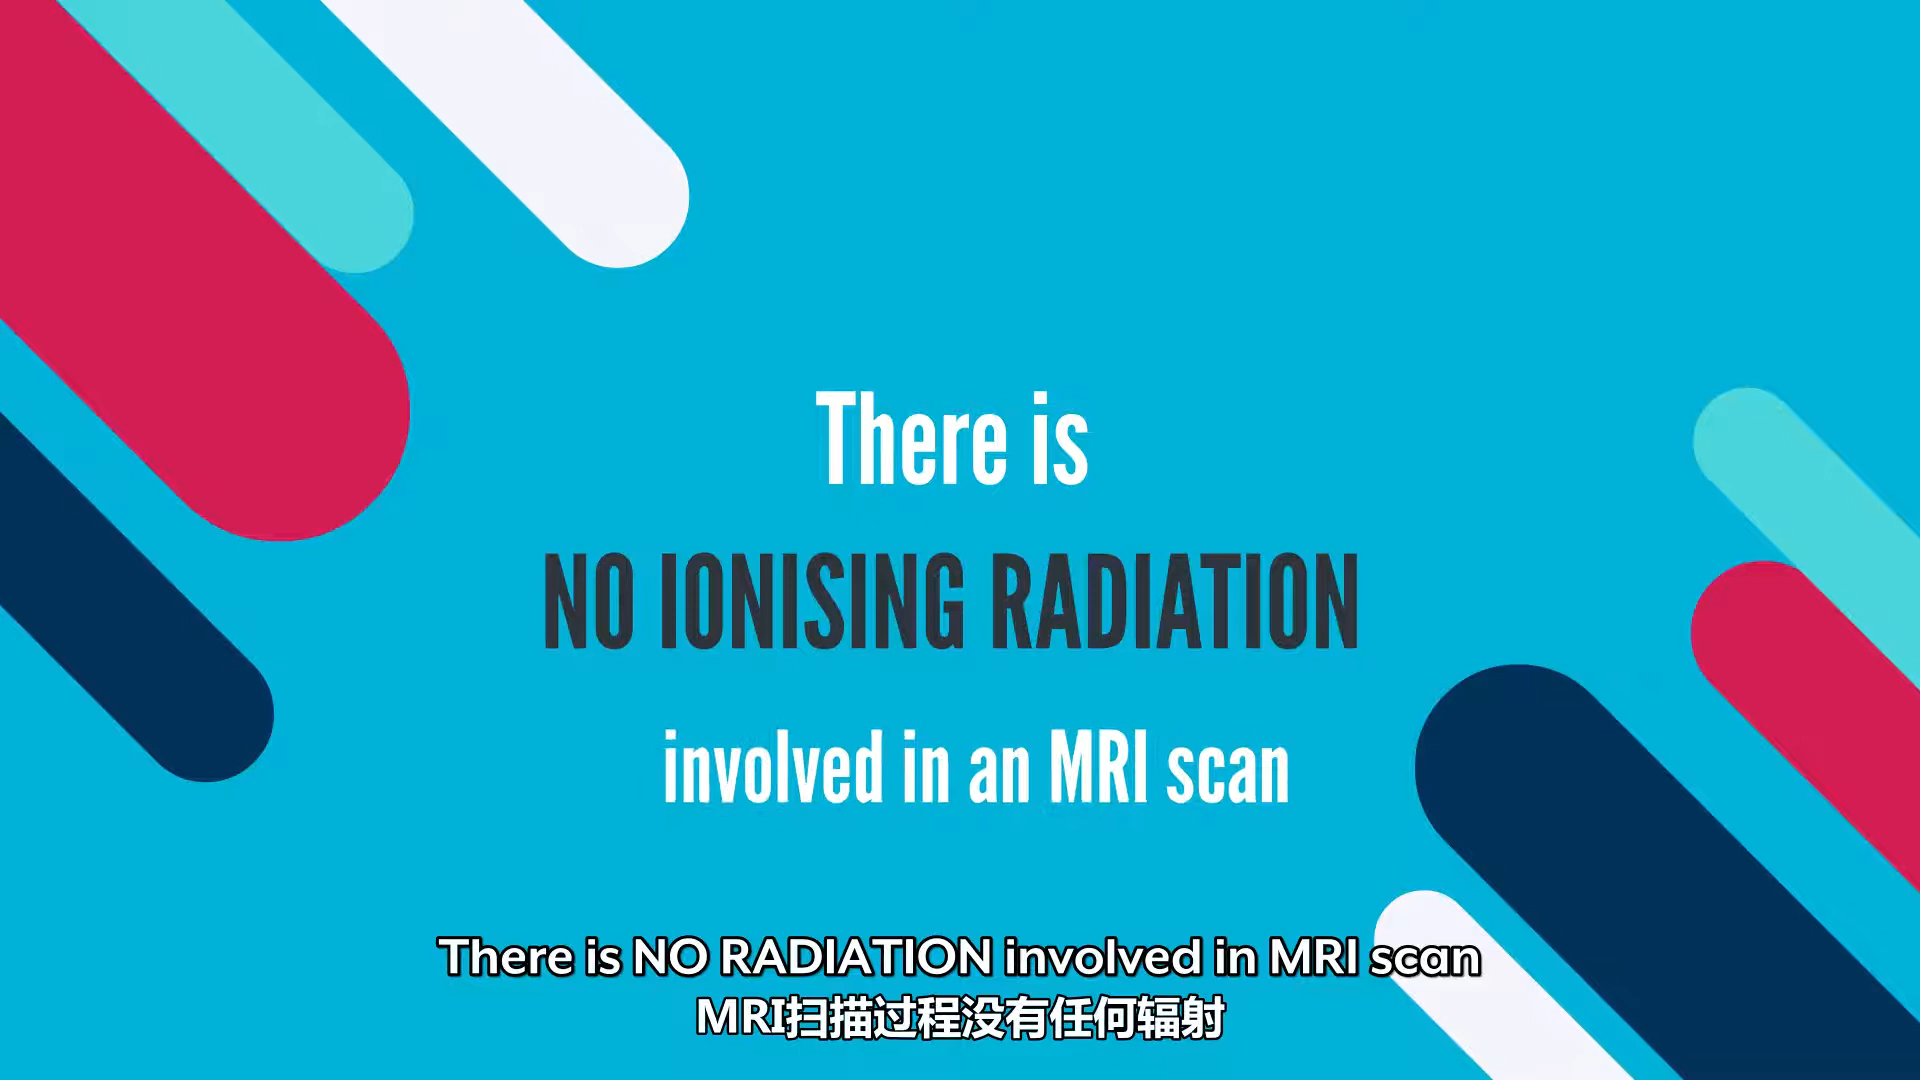 There is
NO IONISING RADIATION
involved in an MRI scan
There is NO RADIATION involved in MRI scan
MRI扫描过程没有任何辐射